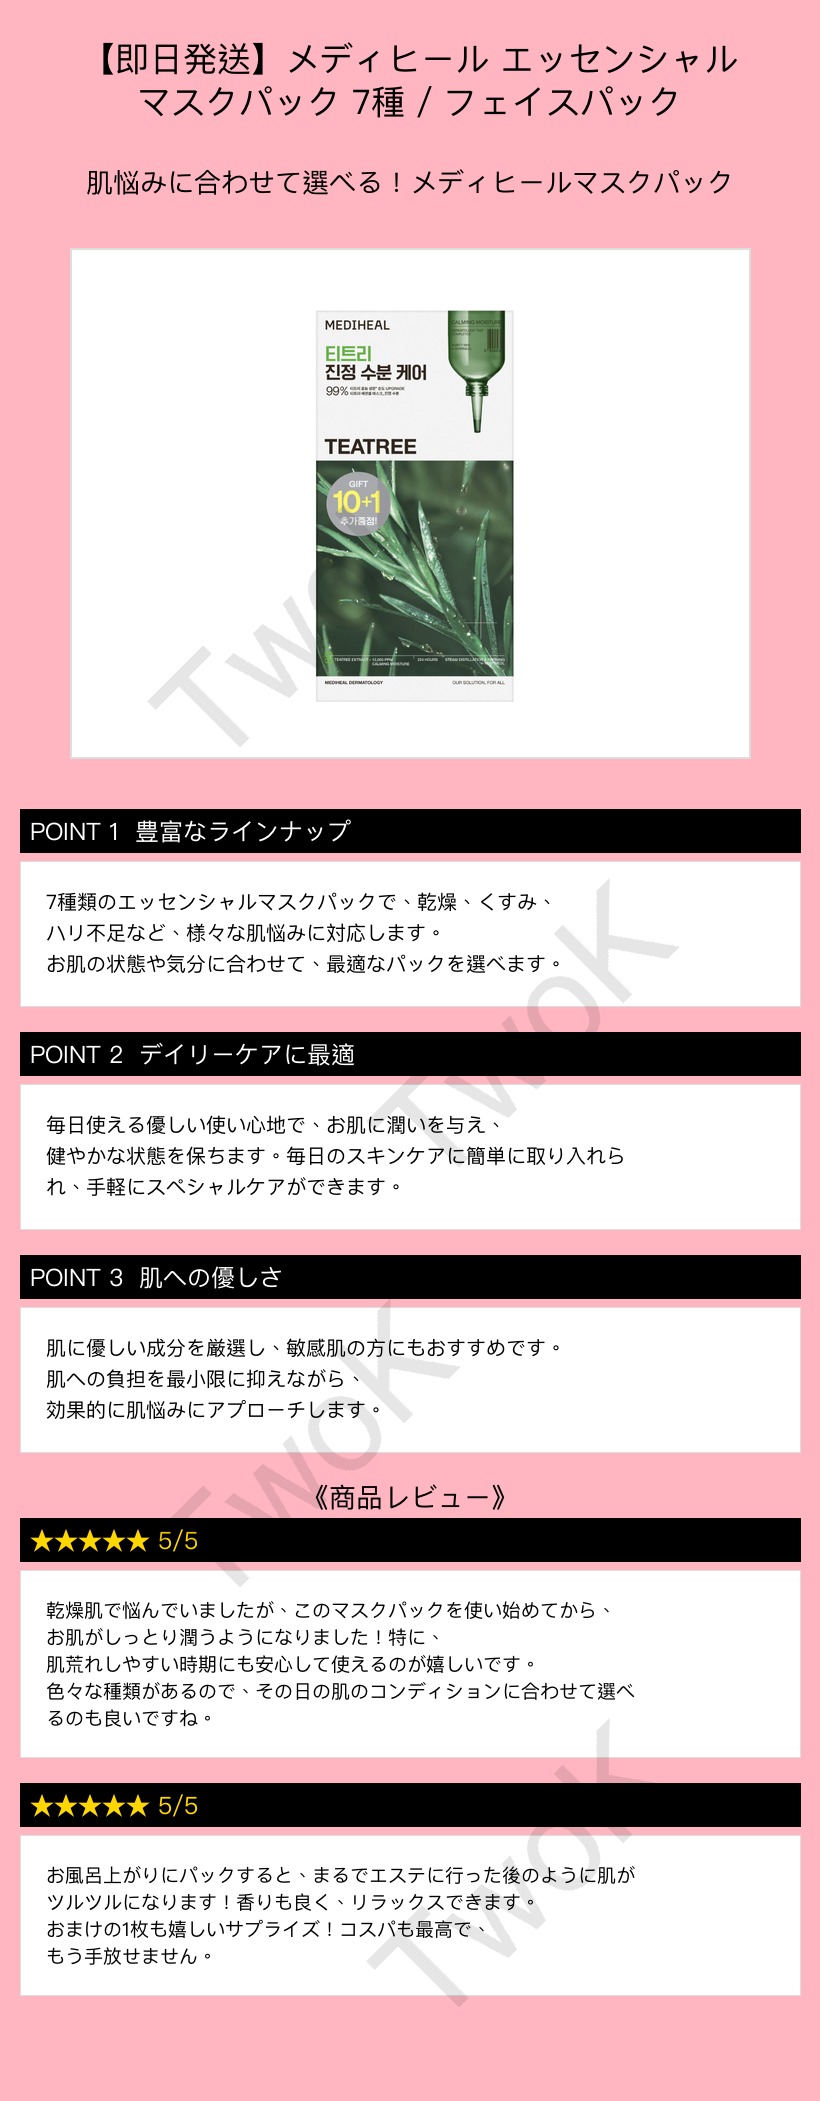 【即日発送】メディヒール エッセンシャル
マスクパック 7種 / フェイスパック
肌悩みに合わせて選べる！メディヒールマスクパック
MEDIHEAL
티트리
진정 수분 케어
99%
TEATREE
GIFT
10+1
추가증정!
MEDIHEAL DERMATOLOGY
OUR SOLUTION FOR ALL
POINT 1 豊富なラインナップ
7種類のエッセンシャルマスクパックで、乾燥、くすみ、
ハリ不足など、様々な肌悩みに対応します。
お肌の状態や気分に合わせて、最適なパックを選べます。
POINT 2 デイリーケアに最適
毎日使える優しい使い心地で、お肌に潤いを与え、
健やかな状態を保ちます。毎日のスキンケアに簡単に取り入れら
れ、手軽にスペシャルケアができます。
POINT 3 肌への優しさ
肌に優しい成分を厳選し、敏感肌の方にもおすすめです。
肌への負担を最小限に抑えながら、
効果的に肌悩みにアプローチします。
《商品レビュー》
★★★★★ 5/5
乾燥肌で悩んでいましたが、このマスクパックを使い始めてから、
お肌がしっとり潤うようになりました！特に、
肌荒れしやすい時期にも安心して使えるのが嬉しいです。
色々な種類があるので、その日の肌のコンディションに合わせて選べ
るのも良いですね。
★★★★★ 5/5
お風呂上がりにパックすると、まるでエステに行った後のように肌が
ツルツルになります！香りも良く、リラックスできます。
おまけの1枚も嬉しいサプライズ！コスパも最高で、
もう手放せません。
TwoK
TwoK
TwoK